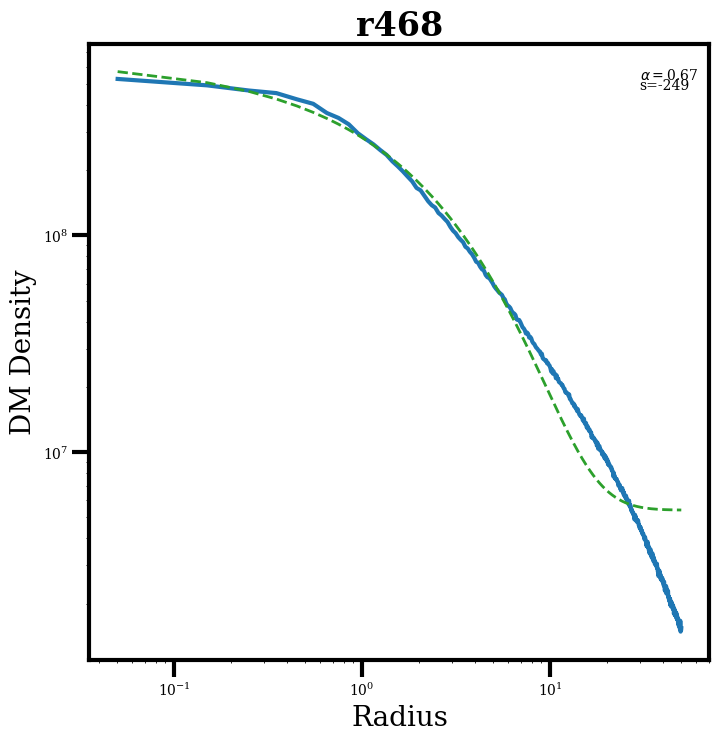 r468
α = 0.67
s=-249
10⁸
DM Density
10⁷
10⁻¹
10⁰
10¹
Radius